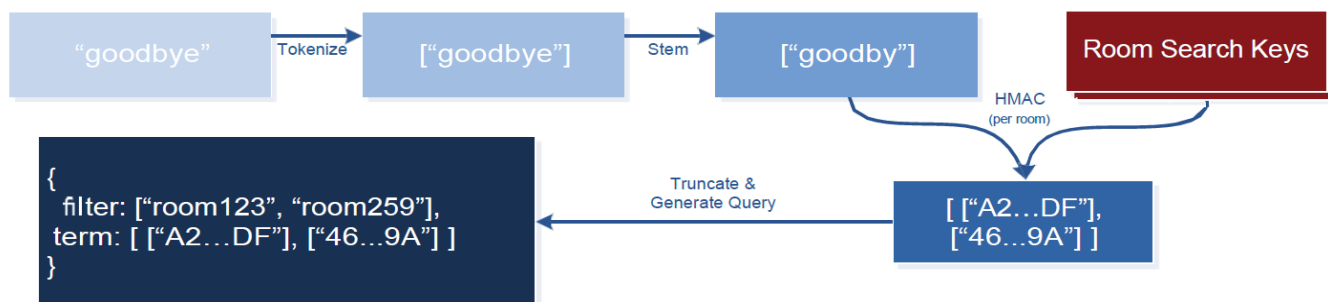 “goodbye”
Tokenize
[“goodbye”]
Stem
[“goodby”]
Room Search Keys
HMAC
(per room)
[ [“A2…DF”],
[“46...9A”] ]
Truncate &
Generate Query
{
filter: [“room123”, “room259”],
term: [ [“A2…DF”], [“46...9A”] ]
}